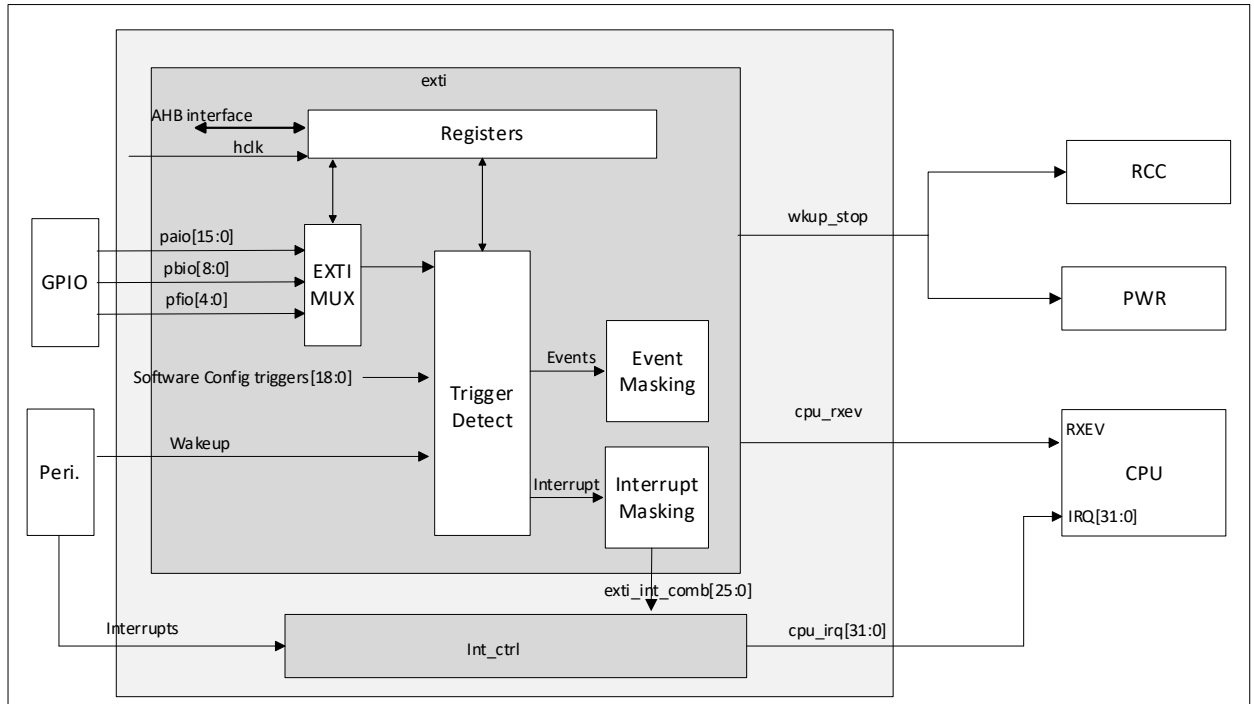 exti
AHB interface
Registers
hclk
RCC
wkup_stop
paio[15:0]
pbio[8:0]
pfio[4:0]
GPIO
EXTI
MUX
PWR
Events
Event
Masking
Software Config triggers[18:0]
Trigger
Detect
cpu_rxev
RXEV
Wakeup
Peri.
CPU
Interrupt
Interrupt
Masking
IRQ[31:0]
exti_int_comb[25:0]
Interrupts
cpu_irq[31:0]
Int_ctrl